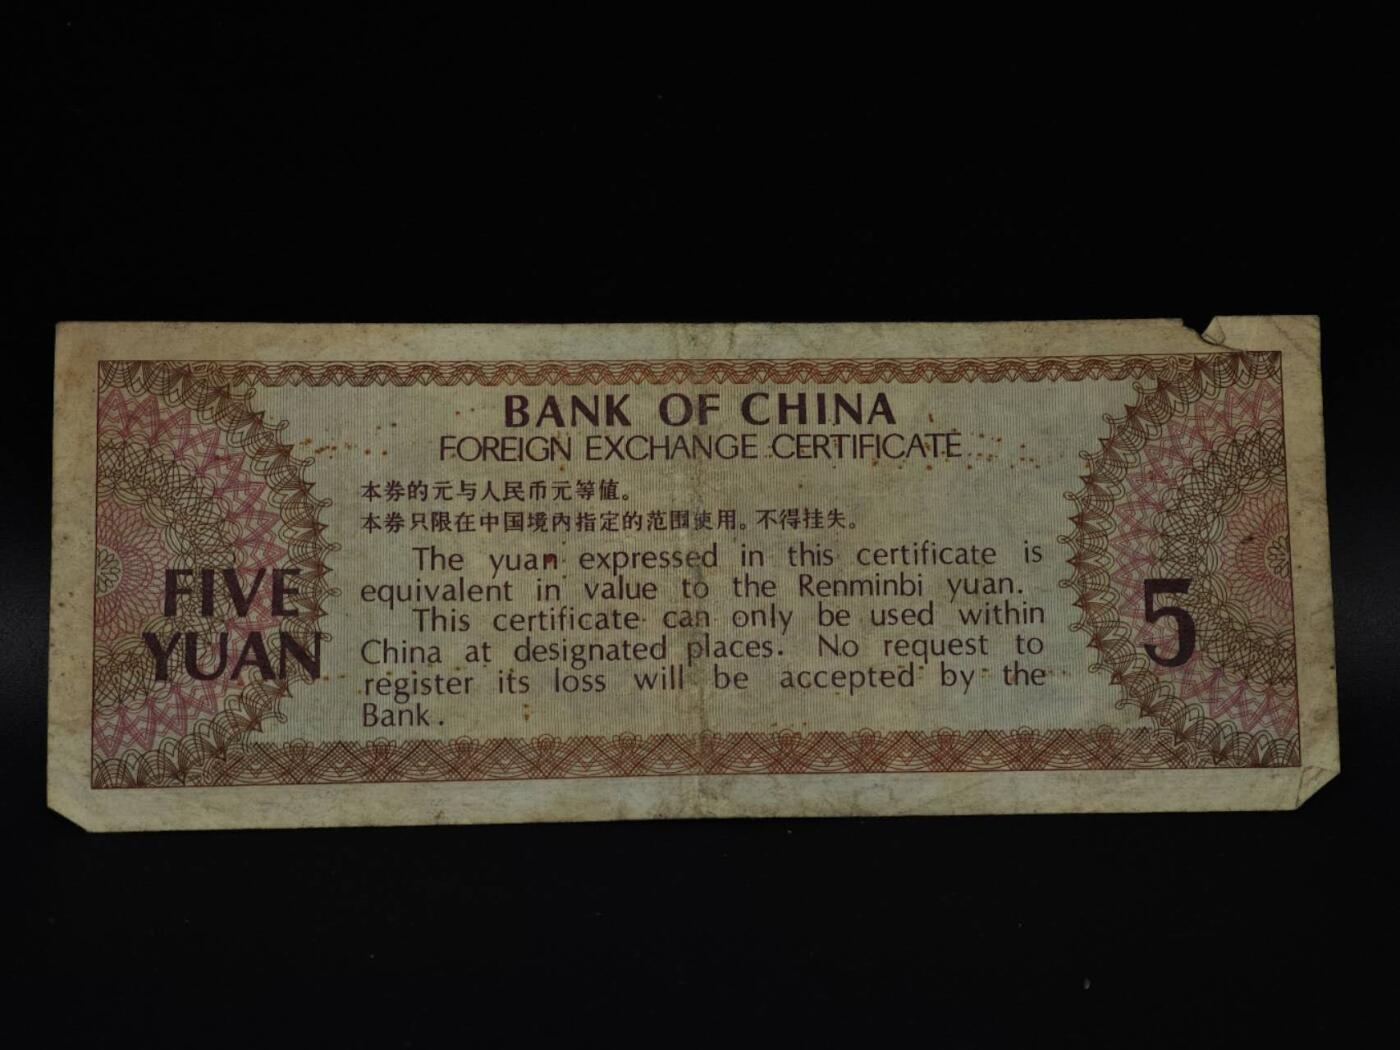 BANK OF CHINA
FOREIGN EXCHANGE CERTIFICATE
本券的元与人民币元等値。
本券只限在中国境内指定的范围使用。不得挂失。
The yuan expressed in this certificate is
equivalent in value to the Renminbi yuan.
This certificate can only be used within
China at designated places. No request to
register its loss will be accepted by the
Bank.
FIVE
YUAN
5